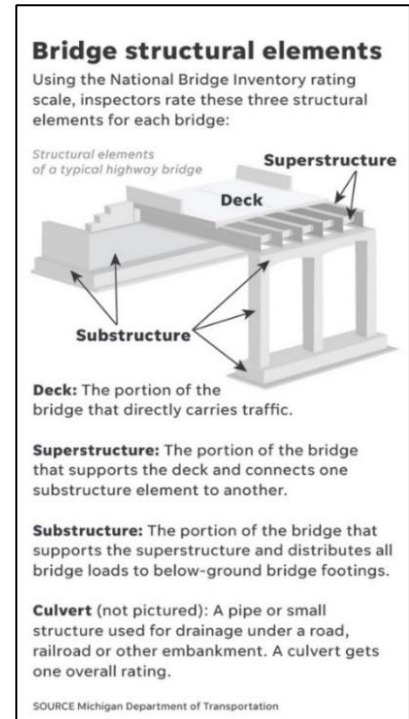 Bridge structural elements
Using the National Bridge Inventory rating
scale, inspectors rate these three structural
elements for each bridge:
Structural elements
of a typical highway bridge
Superstructure
Deck
Substructure
Deck: The portion of the
bridge that directly carries traffic.
Superstructure: The portion of the bridge
that supports the deck and connects one
substructure element to another.
Substructure: The portion of the bridge that
supports the superstructure and distributes all
bridge loads to below-ground bridge footings.
Culvert (not pictured): A pipe or small
structure used for drainage under a road,
railroad or other embankment. A culvert gets
one overall rating.
SOURCE Michigan Department of Transportation